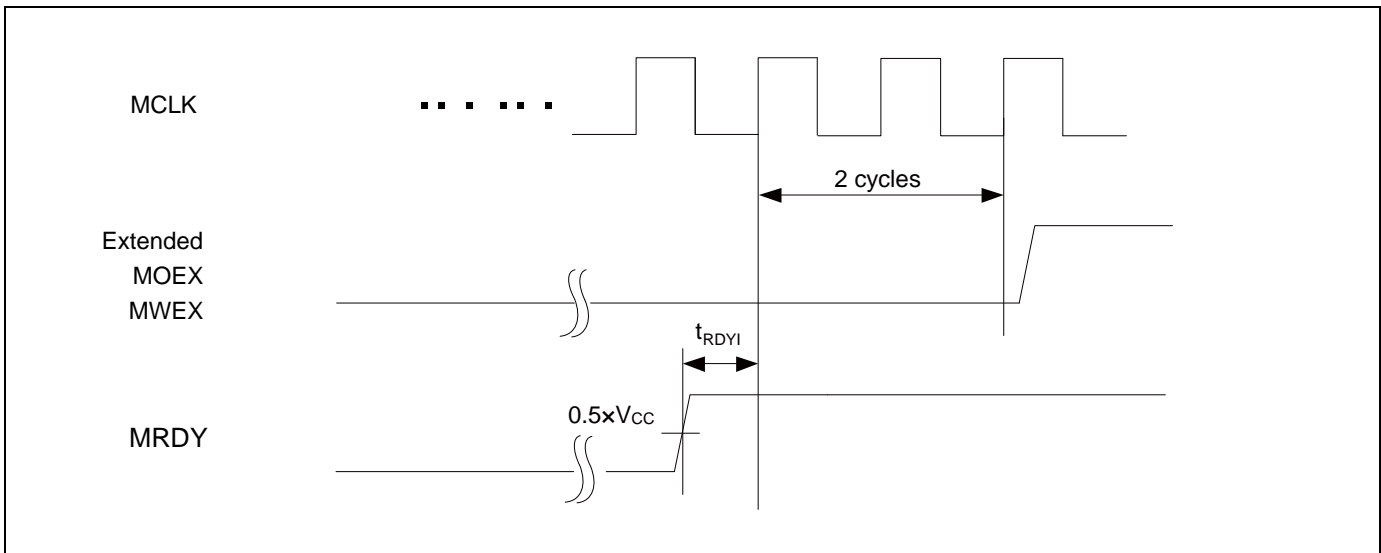 MCLK
2 cycles
Extended
MOEX
MWEX
tRDYI
0.5×VCC
MRDY